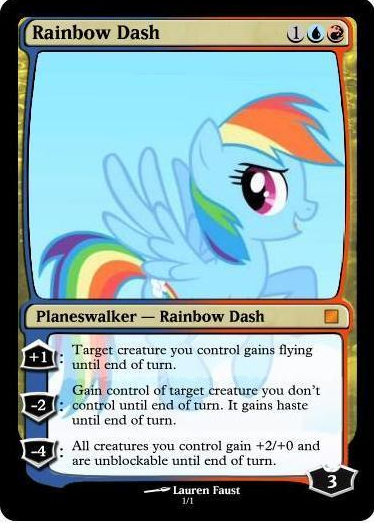 Rainbow Dash 1
Planeswalker — Rainbow Dash
+1: Target creature you control gains flying
until end of turn.
Gain control of target creature you don't
-2: control until end of turn. It gains haste
until end of turn.
-4: All creatures you control gain +2/+0 and
are unblockable until end of turn.
3
Lauren Faust
1/1